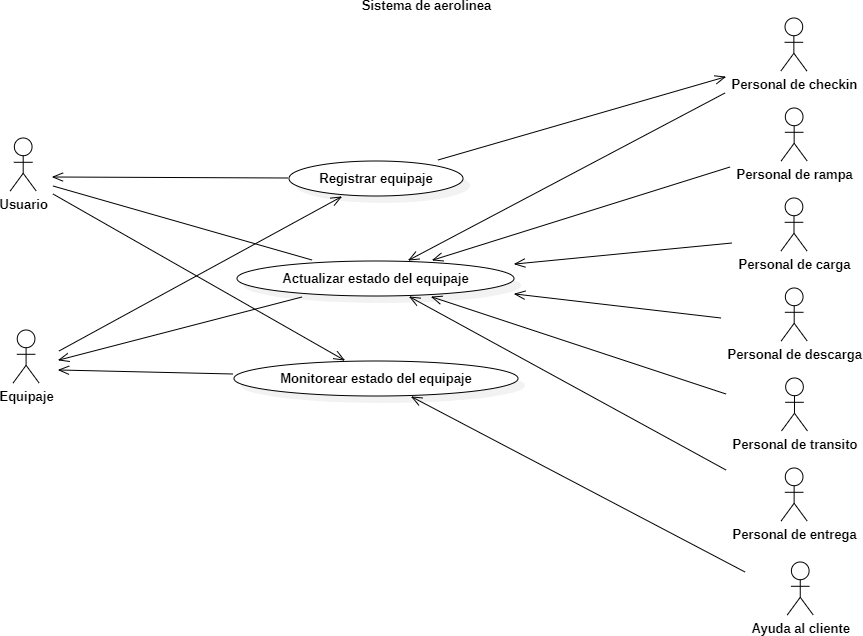 Sistema de aerolinea
Personal de checkin
Personal de rampa
Registrar equipaje
Usuario
Personal de carga
Actualizar estado del equipaje
Personal de descarga
Monitorear estado del equipaje
Equipaje
Personal de transito
Personal de entrega
Ayuda al cliente